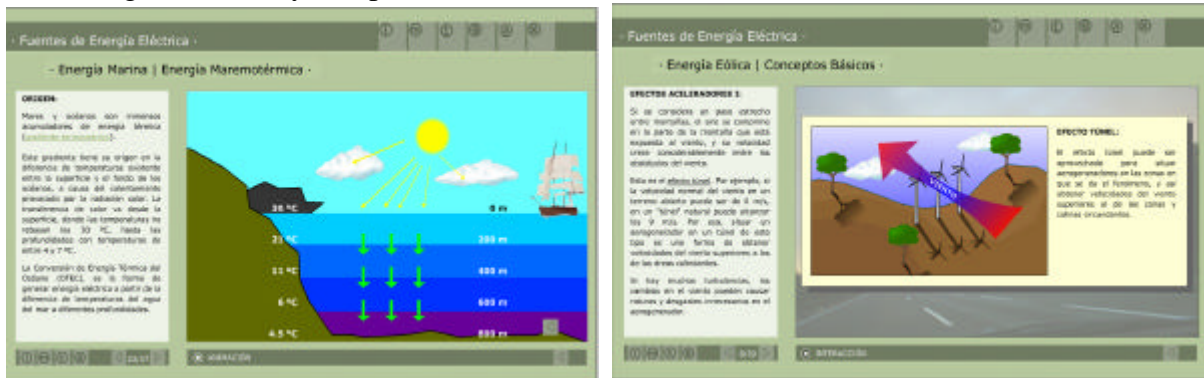 · Fuentes de Energía Eléctrica ·
- Energía Marina | Energía Maremotérmica ·
ORIGEN:
Mares y océanos son inmensos
acumuladores de energía térmica
(gradiente termométrico).
Este gradiente tiene su origen en la
diferencia de temperaturas existente
entre la superficie y el fondo de los
océanos, a causa del calentamiento
provocado por la radiación solar. La
transferencia de calor va desde la
superficie, donde las temperaturas no
rebasan los 30 ºC, hasta las
profundidades con temperaturas de
entre 4 y 7 ºC.
La Conversión de Energía Térmica del
Océano (OTEC), es la forma de
generar energía eléctrica a partir de la
diferencia de temperaturas del agua
del mar a diferentes profundidades.
0 m
21 ºC 200 m
11 ºC 400 m
6 ºC 600 m
4.5 ºC 800 m
ANIMACIÓN
- Fuentes de Energía Eléctrica -
· Energía Eólica | Conceptos Básicos ·
EFECTOS ACELERADORES I:
Si se considera un paso estrecho
entre montañas, el aire se comprime
en la parte de la montaña que está
expuesta al viento, y su velocidad
crece considerablemente entre los
obstáculos del viento.
Esto es el efecto túnel. Por ejemplo, si
la velocidad normal del viento en un
terreno abierto puede ser de 6 m/s,
en un "túnel" natural puede alcanzar
los 9 m/s. Por eso, situar un
aerogenerador en un túnel de este
tipo es una forma de obtener
velocidades del viento superiores a las
de las áreas colindantes.
Si hay muchas turbulencias, los
cambios en el viento pueden causar
roturas y desgastes innecesarios en el
aerogenerador.
VIENTO
EFECTO TÚNEL:
El efecto túnel puede ser
aprovechado para situar
aerogeneradores en las zonas en
que se da el fenómeno, y así
obtener velocidades del viento
superiores al de las zonas y
colinas circundantes.
INTERACCIÓN